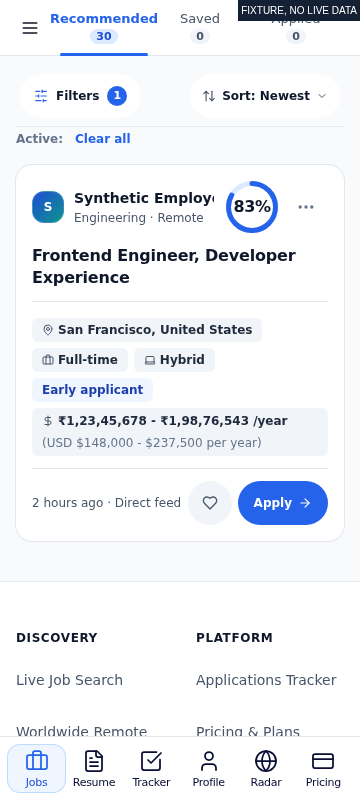 FIXTURE, NO LIVE DATA
Recommended
30
Saved
0
Applied
0
Filters 1
Sort: Newest
Active: Clear all
S
Synthetic Employe
83%
Engineering · Remote
Frontend Engineer, Developer
Experience
San Francisco, United States
Full-time
Hybrid
Early applicant
₹1,23,45,678 - ₹1,98,76,543 /year
(USD $148,000 - $237,500 per year)
2 hours ago · Direct feed
Apply →
DISCOVERY
PLATFORM
Live Job Search
Applications Tracker
Worldwide Remote
Pricing & Plans
Jobs
Resume
Tracker
Profile
Radar
Pricing